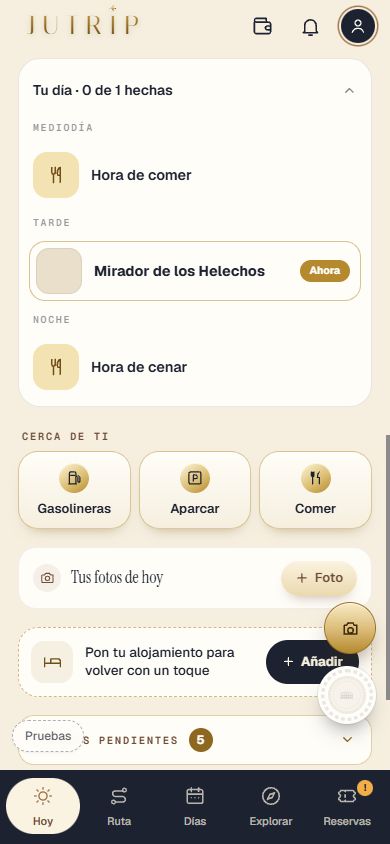 JUTRIP
Tu día · 0 de 1 hechas
MEDIODÍA
Hora de comer
TARDE
Mirador de los Helechos
Ahora
NOCHE
Hora de cenar
CERCA DE TI
Gasolineras
Aparcar
Comer
Tus fotos de hoy
+ Foto
Pon tu alojamiento para
volver con un toque
+ Añadir
Pruebas
S PENDIENTES 5
Hoy
Ruta
Días
Explorar
Reservas
!